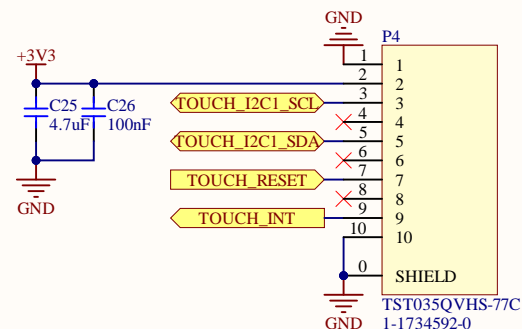 GND
P4
+3V3
1 1
2 2
TOUCH_I2C1_SCL 3 3
C25 C26
4 4
4.7uF 100nF
TOUCH_I2C1_SDA 5 5
6 6
TOUCH_RESET 7 7
8 8
GND
TOUCH_INT 9 9
10 10
0 SHIELD
TST035QVHS-77C
GND 1-1734592-0